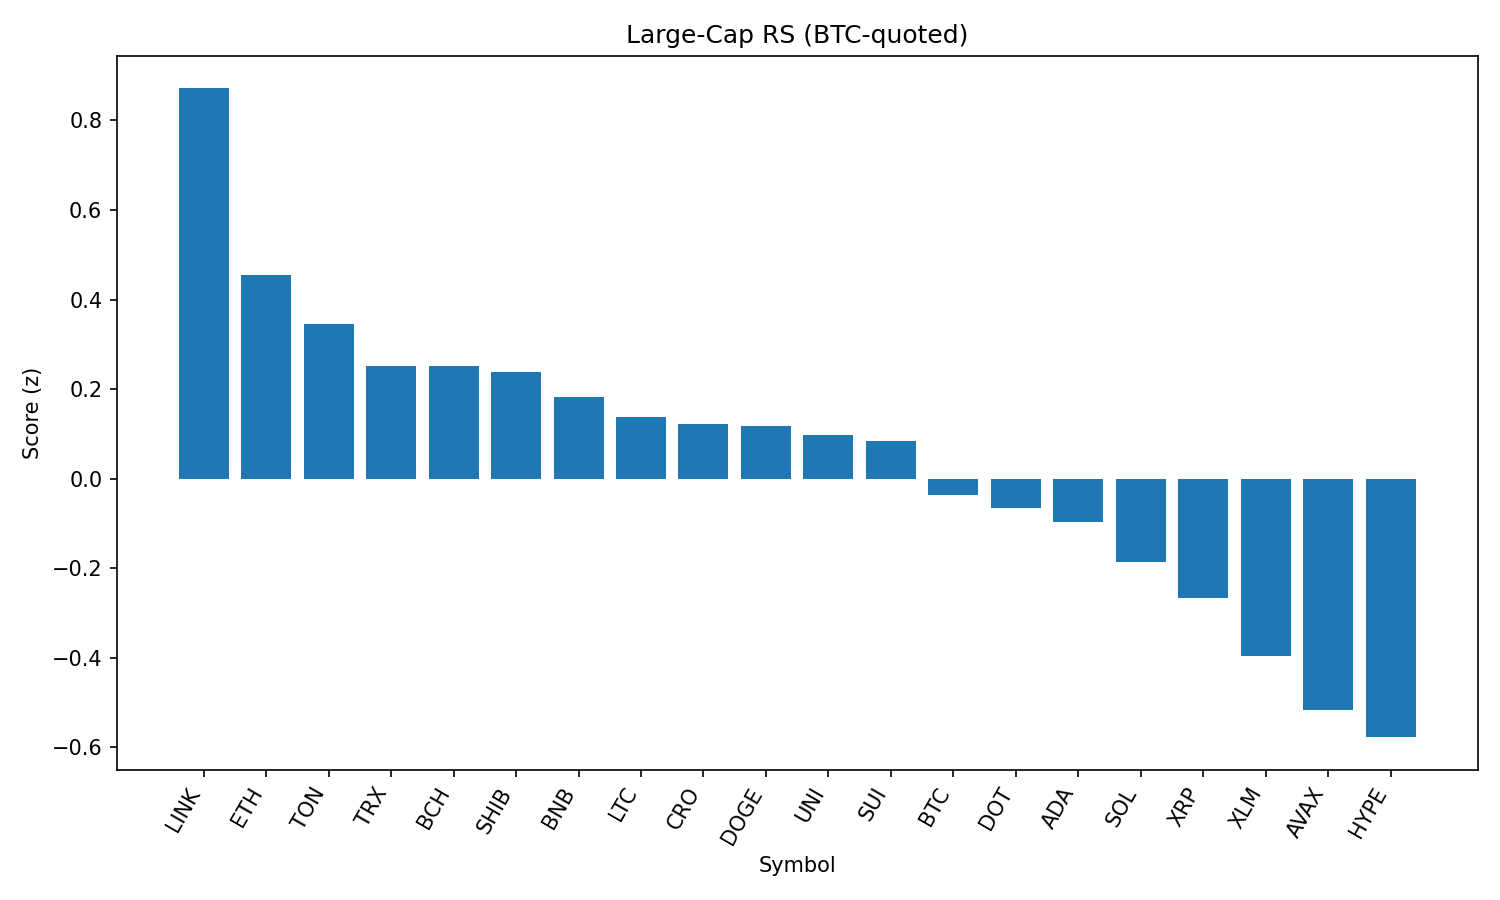 Large-Cap RS (BTC-quoted)
Score (z)
0.8
0.6
0.4
0.2
0.0
−0.2
−0.4
−0.6
LINK
ETH
TON
TRX
BCH
SHIB
BNB
LTC
CRO
DOGE
UNI
SUI
BTC
DOT
ADA
SOL
XRP
XLM
AVAX
HYPE
Symbol